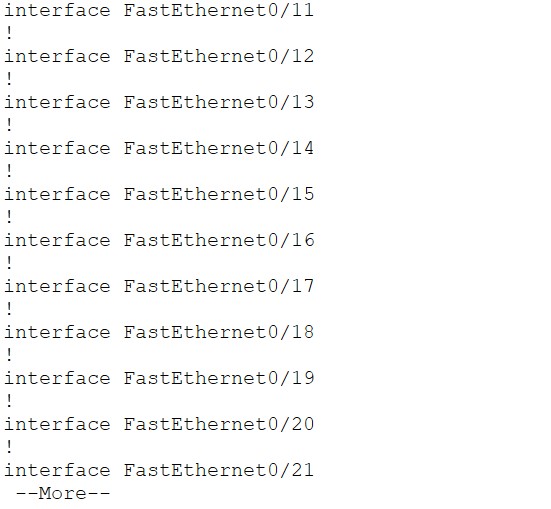 interface FastEthernet0/11
!
interface FastEthernet0/12
!
interface FastEthernet0/13
!
interface FastEthernet0/14
!
interface FastEthernet0/15
!
interface FastEthernet0/16
!
interface FastEthernet0/17
!
interface FastEthernet0/18
!
interface FastEthernet0/19
!
interface FastEthernet0/20
!
interface FastEthernet0/21
 --More--